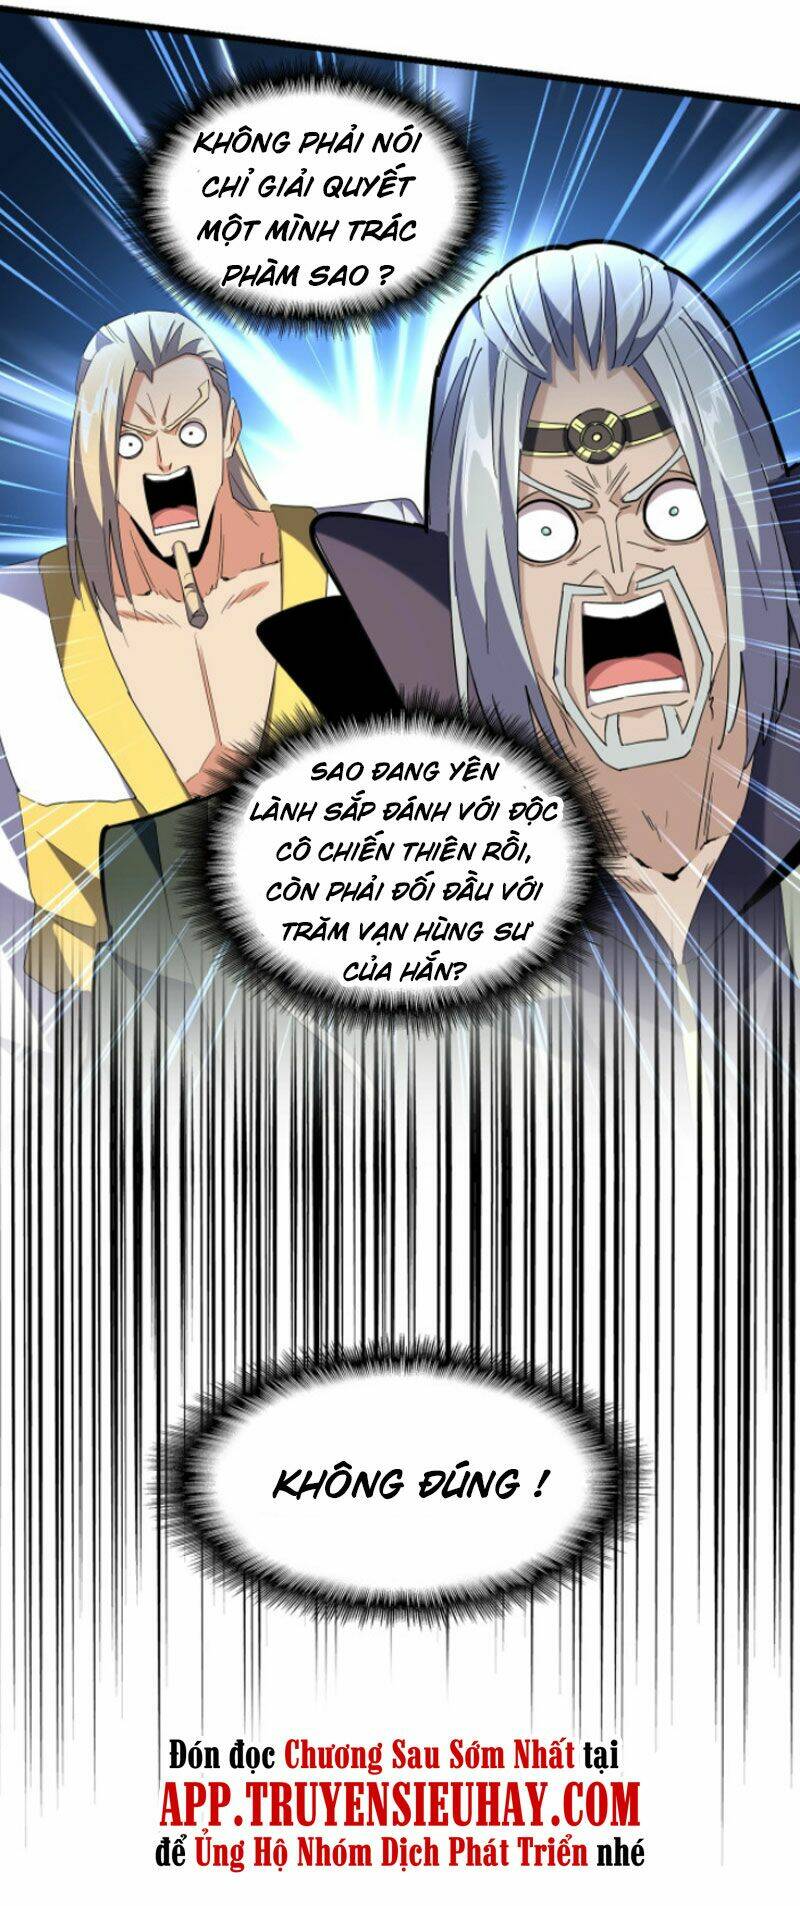 KHÔNG PHẢI NÓI
CHỈ GIẢI QUYẾT
MỘT MÌNH TRÁC
PHÀM SAO ?
SAO ĐANG YÊN
LÀNH SẮP ĐÁNH VỚI ĐỘC
CÔ CHIẾN THIÊN RỒI,
CÒN PHẢI ĐỐI ĐẦU VỚI
TRĂM VẠN HÙNG SƯ
CỦA HẮN?
KHÔNG ĐÚNG !
Đón đọc Chương Sau Sớm Nhất tại
APP.TRUYENSIEUHAY.COM
để Ủng Hộ Nhóm Dịch Phát Triển nhé